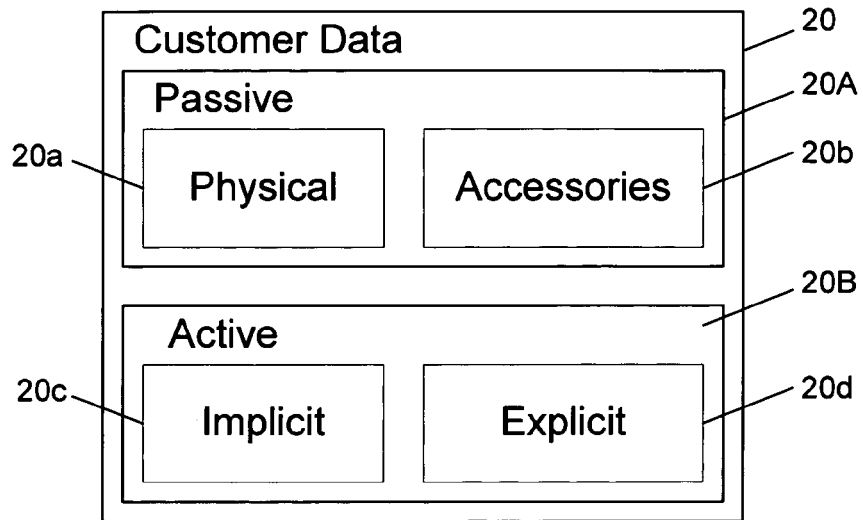 Customer Data
20
Passive
20A
20a
Physical
Accessories
20b
Active
20B
20c
Implicit
Explicit
20d